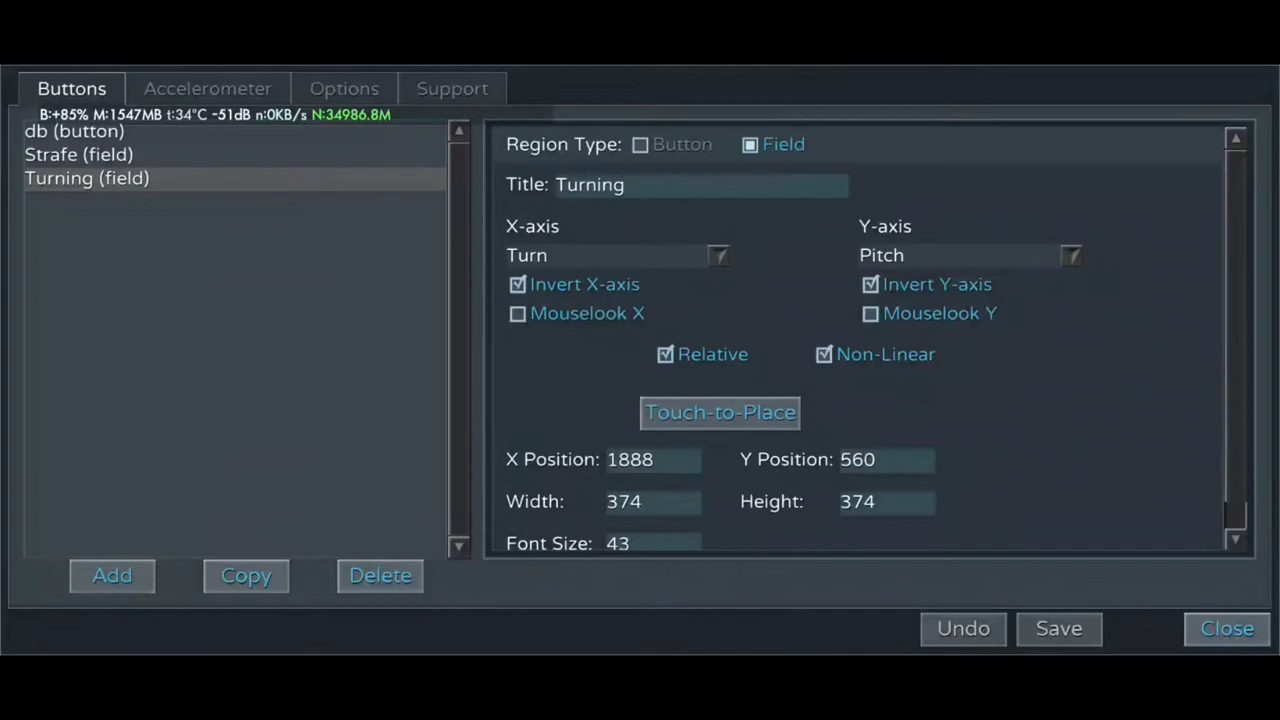 Buttons Accelerometer Options Support
B:+85% M:1547MB t:34°C -51dB n:0KB/s N:34986.8M
db (button)
Strafe (field)
Turning (field)
Region Type: Button Field
Title: Turning
X-axis Y-axis
Turn Pitch
Invert X-axis Invert Y-axis
Mouselook X Mouselook Y
Relative Non-Linear
Touch-to-Place
X Position: 1888 Y Position: 560
Width: 374 Height: 374
Font Size: 43
Add Copy Delete
Undo Save Close